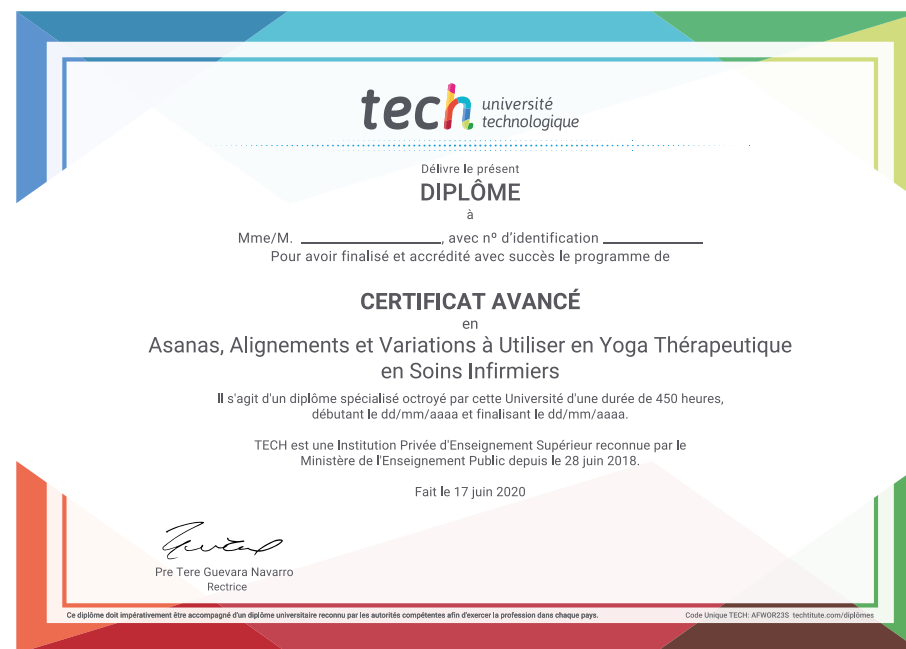 tech université
technologique
Délivre le présent
DIPLÔME
à
Mme/M. ____________________, avec nº d'identification ______________
Pour avoir finalisé et accrédité avec succès le programme de
CERTIFICAT AVANCÉ
en
Asanas, Alignements et Variations à Utiliser en Yoga Thérapeutique
en Soins Infirmiers
Il s'agit d'un diplôme spécialisé octroyé par cette Université d'une durée de 450 heures,
débutant le dd/mm/aaaa et finalisant le dd/mm/aaaa.
TECH est une Institution Privée d'Enseignement Supérieur reconnue par le
Ministère de l'Enseignement Public depuis le 28 juin 2018.
Fait le 17 juin 2020
Pre Tere Guevara Navarro
Rectrice
Ce diplôme doit impérativement être accompagné d'un diplôme universitaire reconnu par les autorités compétentes afin d'exercer la profession dans chaque pays.
Code Unique TECH: AFWOR23S techtitute.com/diplômes